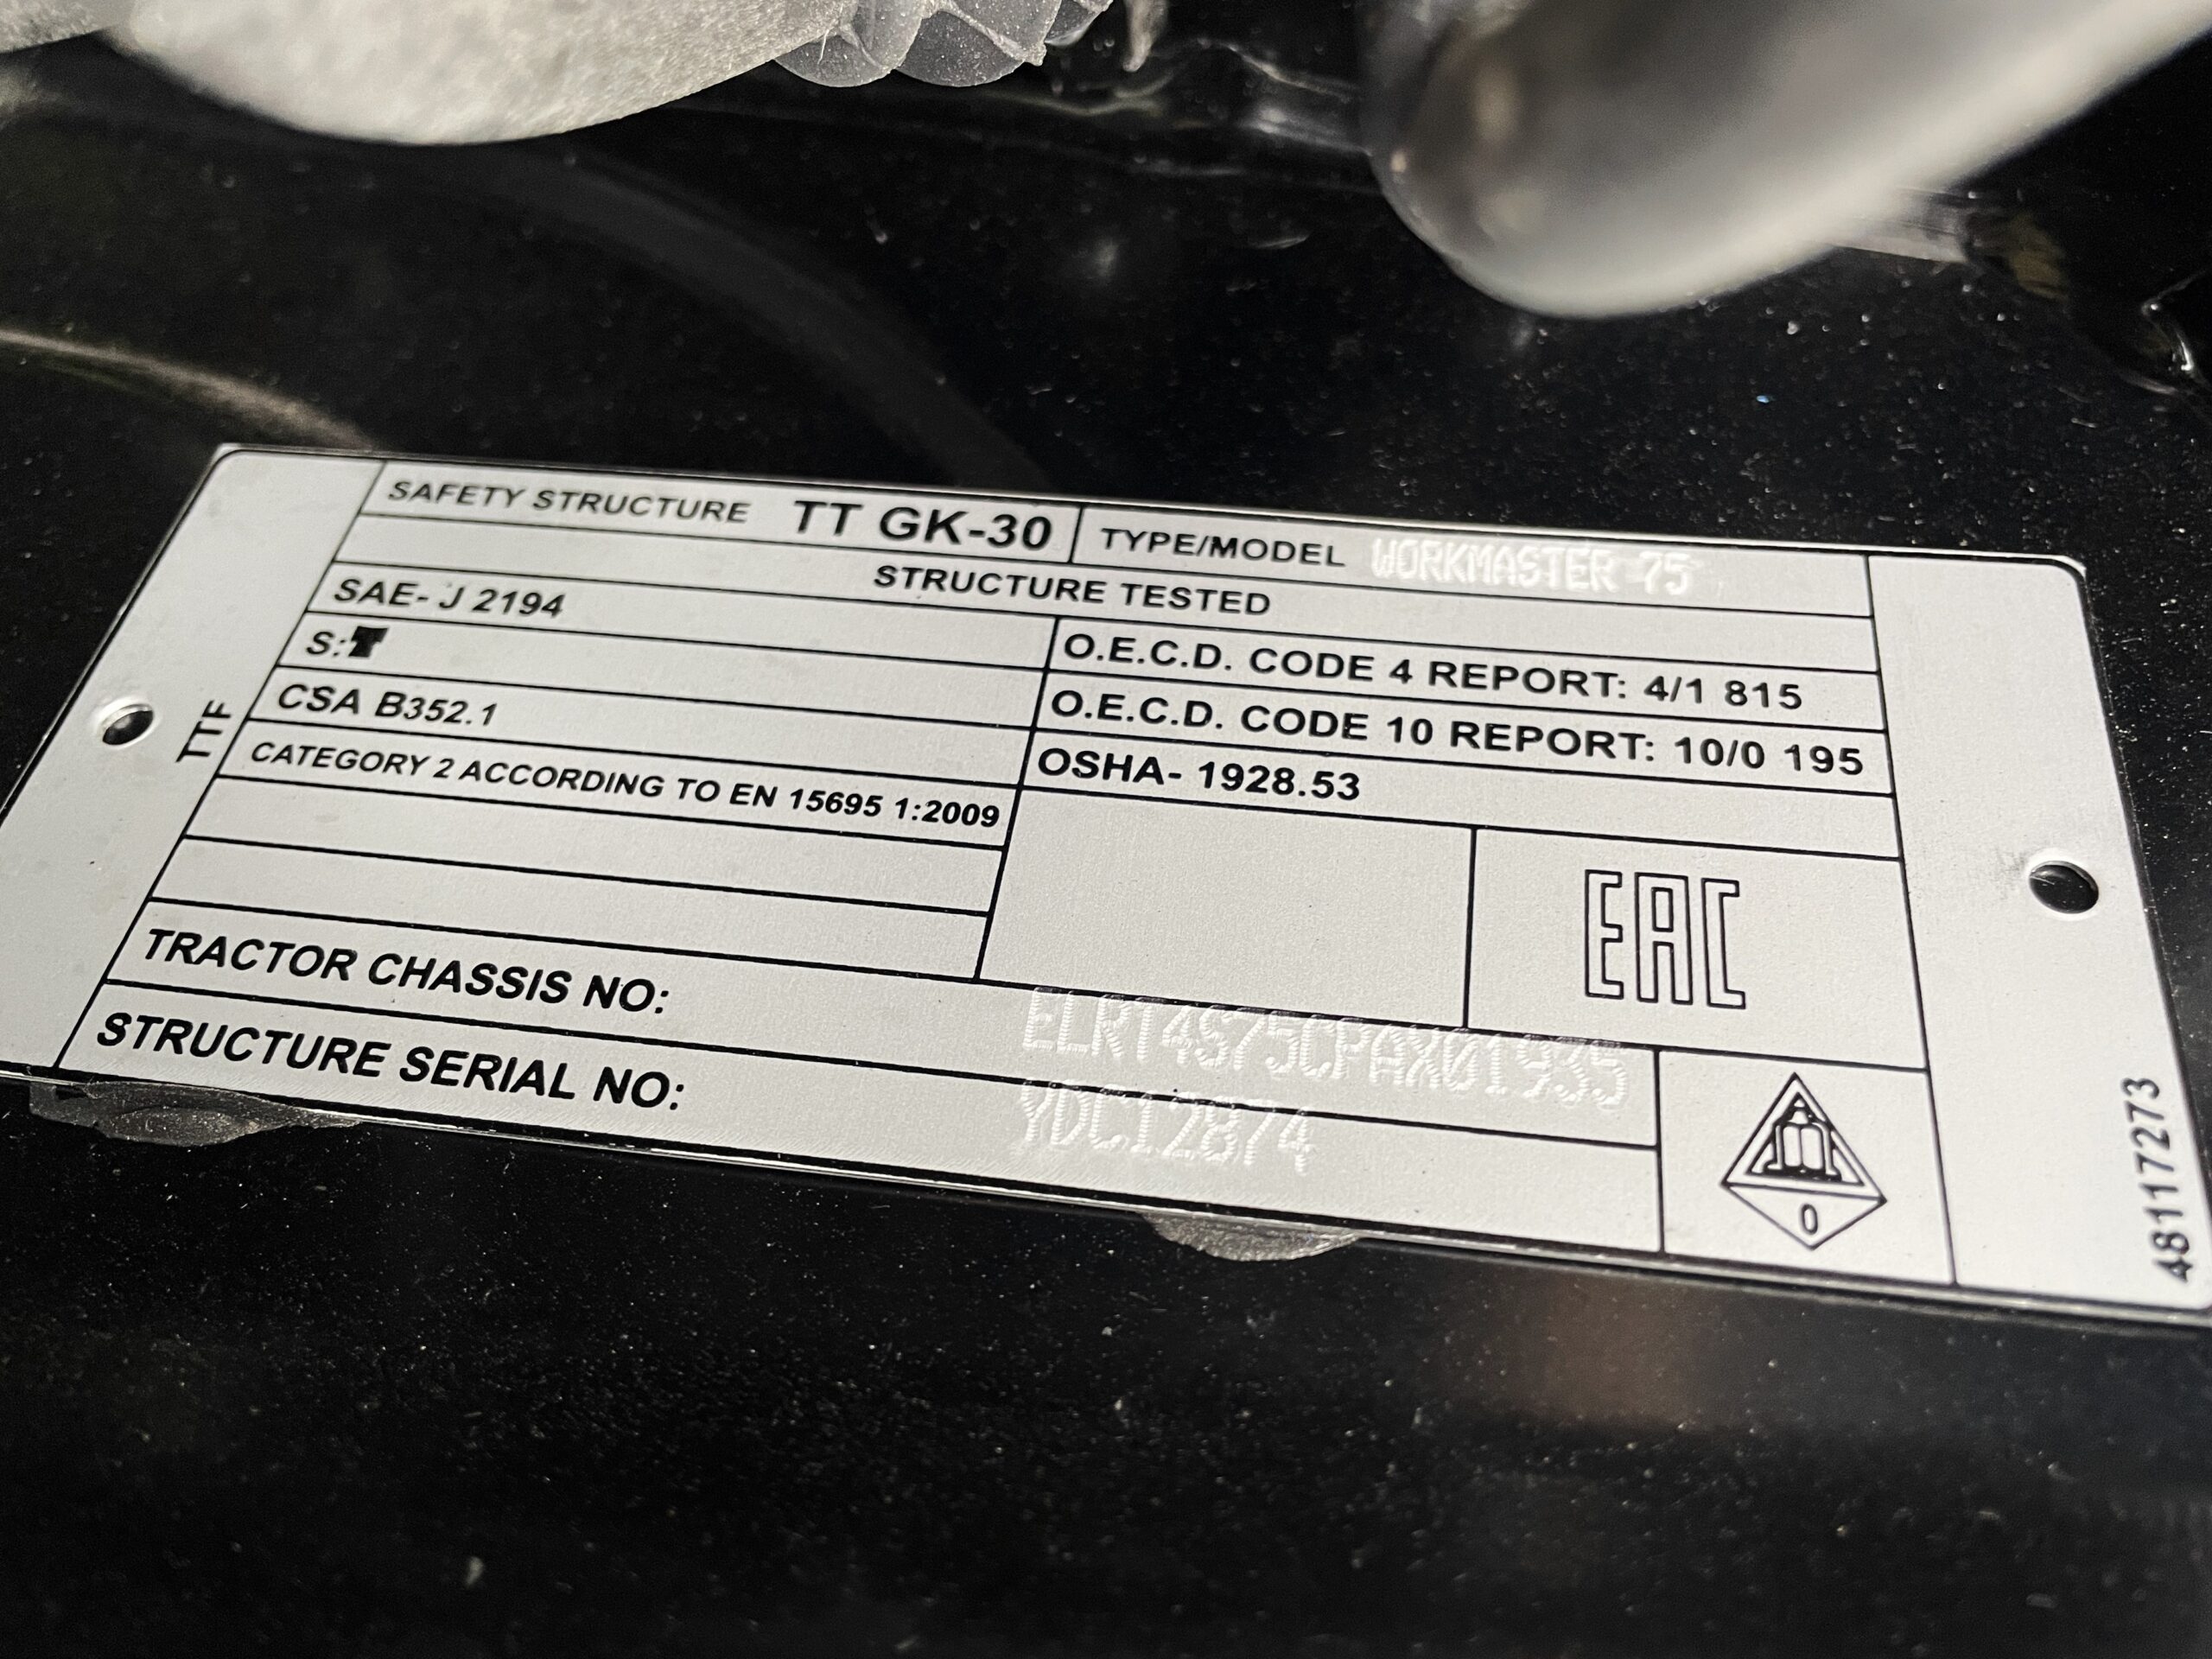 SAFETY STRUCTURE TT GK-30 TYPE/MODEL WORKMASTER 75
STRUCTURE TESTED
SAE- J 2194
O.E.C.D. CODE 4 REPORT: 4/1 815
S:T
O.E.C.D. CODE 10 REPORT: 10/0 195
CSA B352.1
OSHA- 1928.53
CATEGORY 2 ACCORDING TO EN 15695 1:2009
EAC
TRACTOR CHASSIS NO: ELRT4S75CPAX01935
STRUCTURE SERIAL NO: YDC12874
0
TTF
48117273